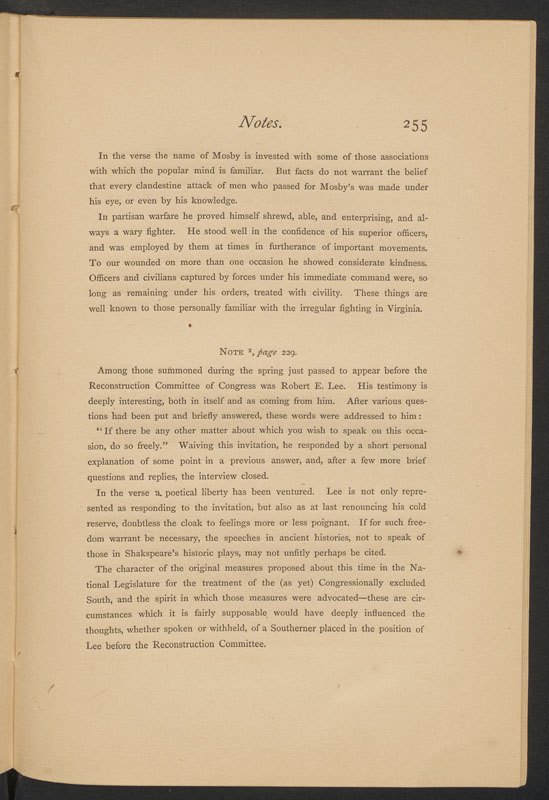 Notes. 255
In the verse the name of Mosby is invested with some of those associations
with which the popular mind is familiar. But facts do not warrant the belief
that every clandestine attack of men who passed for Mosby's was made under
his eye, or even by his knowledge.
In partisan warfare he proved himself shrewd, able, and enterprising, and al-
ways a wary fighter. He stood well in the confidence of his superior officers,
and was employed by them at times in furtherance of important movements.
To our wounded on more than one occasion he showed considerate kindness.
Officers and civilians captured by forces under his immediate command were, so
long as remaining under his orders, treated with civility. These things are
well known to those personally familiar with the irregular fighting in Virginia.
NOTE ˣ, page 229.
Among those summoned during the spring just passed to appear before the
Reconstruction Committee of Congress was Robert E. Lee. His testimony is
deeply interesting, both in itself and as coming from him. After various ques-
tions had been put and briefly answered, these words were addressed to him :
"If there be any other matter about which you wish to speak on this occa-
sion, do so freely." Waiving this invitation, he responded by a short personal
explanation of some point in a previous answer, and, after a few more brief
questions and replies, the interview closed.
In the verse a poetical liberty has been ventured. Lee is not only repre-
sented as responding to the invitation, but also as at last renouncing his cold
reserve, doubtless the cloak to feelings more or less poignant. If for such free-
dom warrant be necessary, the speeches in ancient histories, not to speak of
those in Shakspeare's historic plays, may not unfitly perhaps be cited.
The character of the original measures proposed about this time in the Na-
tional Legislature for the treatment of the (as yet) Congressionally excluded
South, and the spirit in which those measures were advocated—these are cir-
cumstances which it is fairly supposable would have deeply influenced the
thoughts, whether spoken or withheld, of a Southerner placed in the position of
Lee before the Reconstruction Committee.